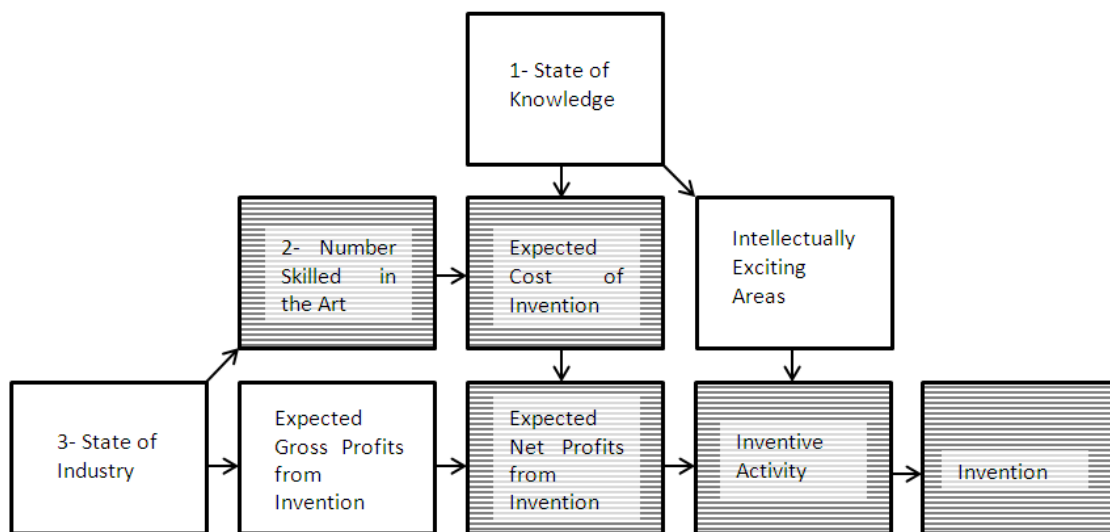 1- State of
Knowledge
2- Number
Skilled in
the Art
Expected
Cost of
Invention
Intellectually
Exciting
Areas
3- State of
Industry
Expected
Gross Profits
from
Invention
Expected
Net Profits
from
Invention
Inventive
Activity
Invention